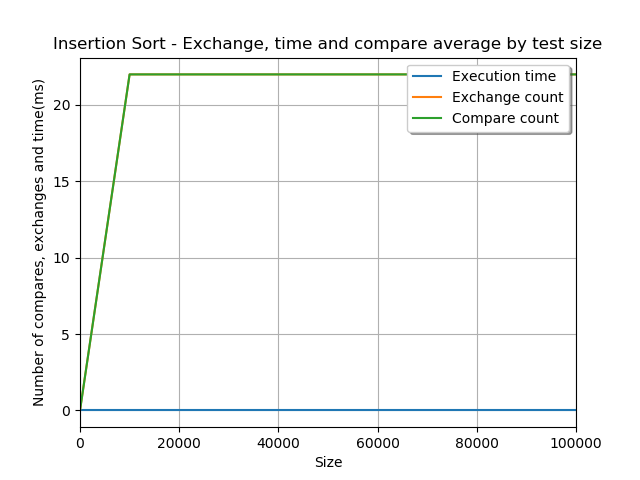 Insertion Sort - Exchange, time and compare average by test size
Number of compares, exchanges and time(ms)
20
15
10
5
0
Execution time
Exchange count
Compare count
0 20000 40000 60000 80000 100000
Size